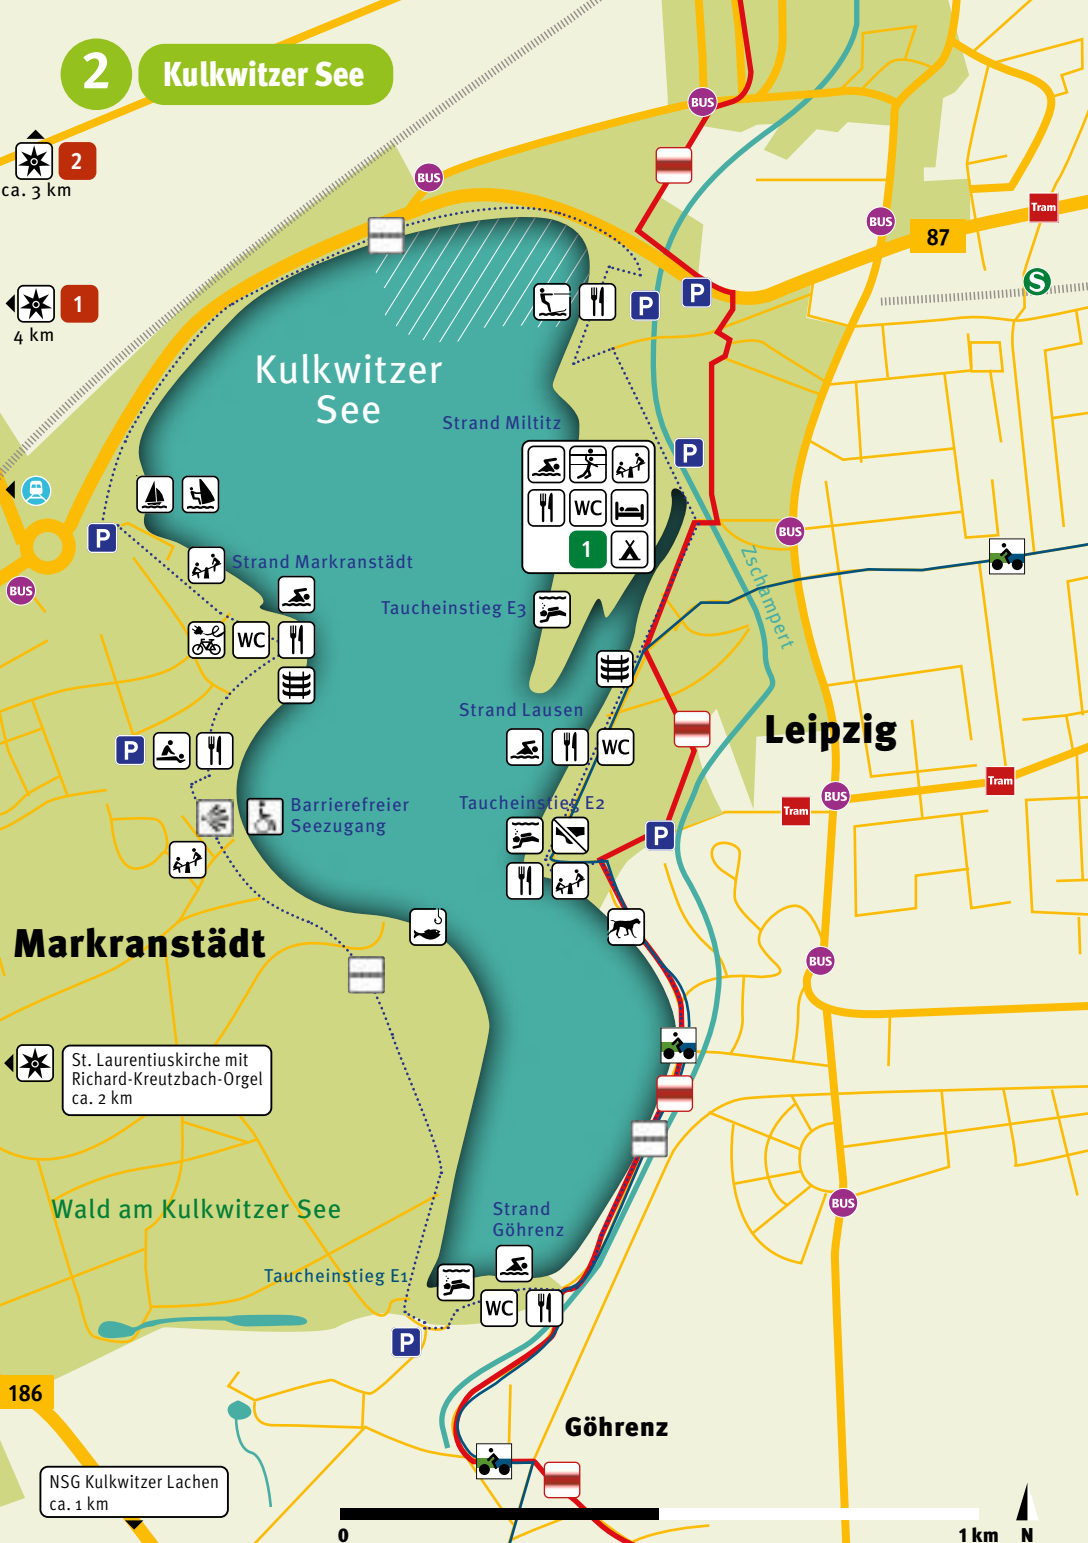 2 Kulkwitzer See
BUS
2
ca. 3 km
BUS
Tram
BUS
87
S
1
4 km
P
P
Kulkwitzer
See
Strand Miltitz
P
WC
1
P
BUS
BUS
Strand Markranstädt
Zschampert
Taucheinstieg E3
WC
Strand Lausen
Leipzig
P
WC
Tram
BUS
Tram
Barrierefreier
Seezugang
Taucheinstieg E2
P
Markranstädt
BUS
St. Laurentiuskirche mit
Richard-Kreutzbach-Orgel
ca. 2 km
Wald am Kulkwitzer See
Strand
Göhrenz
BUS
Taucheinstieg E1
WC
P
186
Göhrenz
NSG Kulkwitzer Lachen
ca. 1 km
0
1 km
N